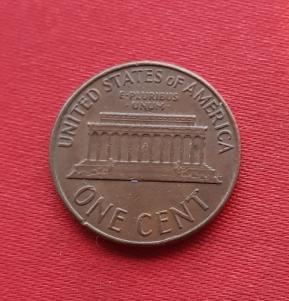 UNITED STATES OF AMERICA
E·PLURIBUS
UNUM
ONE CENT